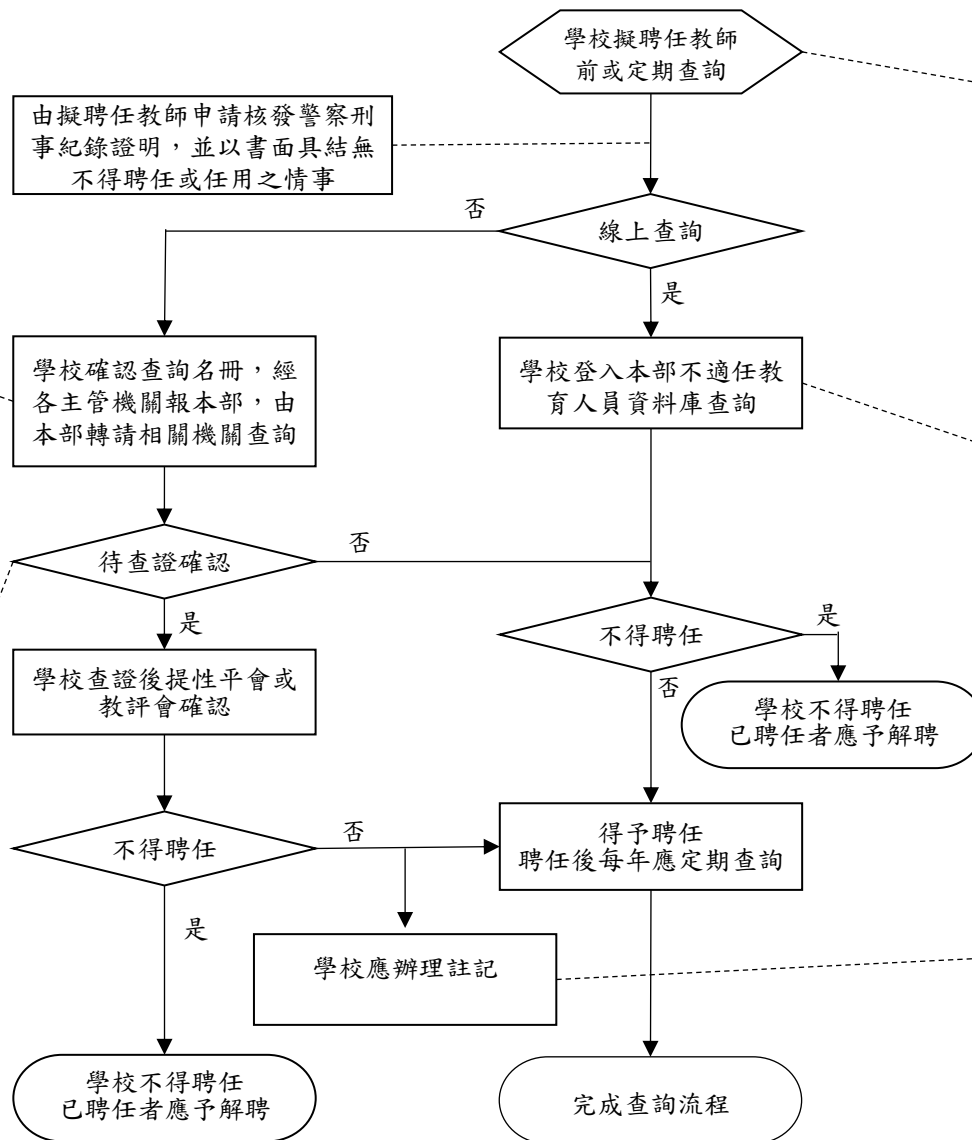 學校擬聘任教師
前或定期查詢
由擬聘任教師申請核發警察刑
事紀錄證明，並以書面具結無
不得聘任或任用之情事
否
線上查詢
是
學校確認查詢名冊，經
各主管機關報本部，由
本部轉請相關機關查詢
學校登入本部不適任教
育人員資料庫查詢
待查證確認
否
是
不得聘任
是
否
學校查證後提性平會或
教評會確認
學校不得聘任
已聘任者應予解聘
不得聘任
否
是
得予聘任
聘任後每年應定期查詢
學校應辦理註記
學校不得聘任
已聘任者應予解聘
完成查詢流程